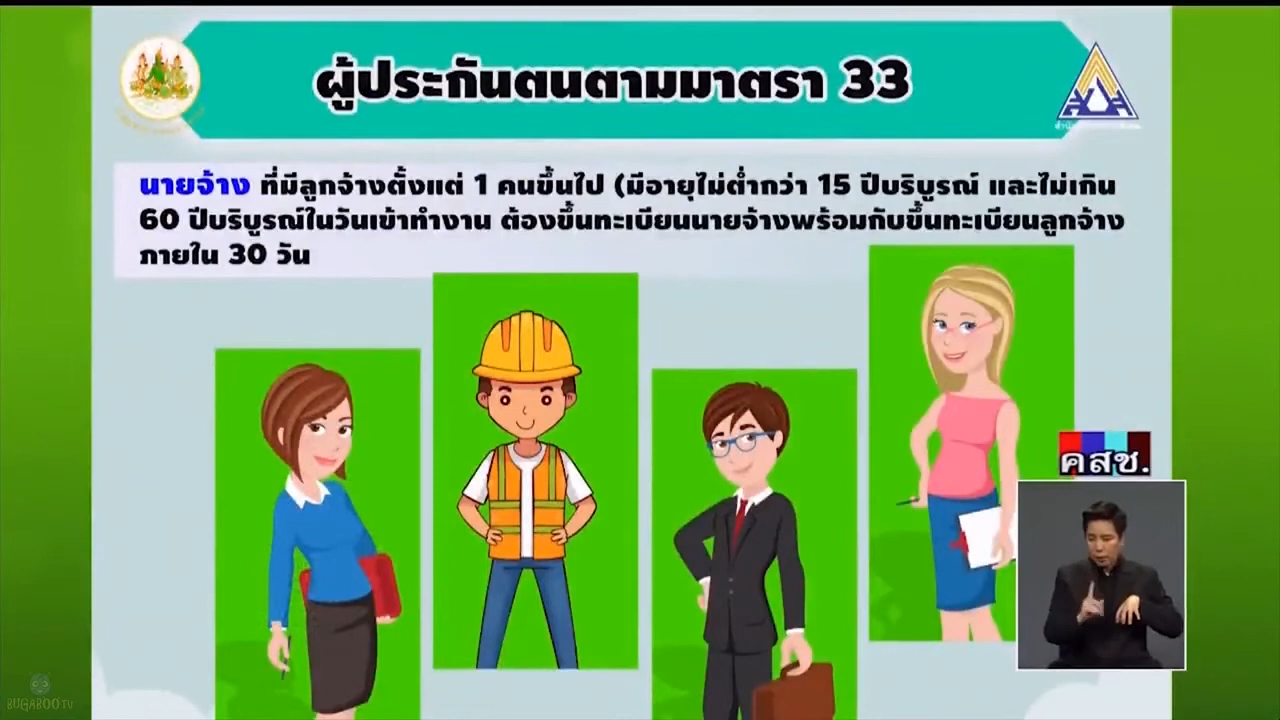 ผู้ประกันตนตามมาตรา 33
นายจ้าง ที่มีลูกจ้างตั้งแต่ 1 คนขึ้นไป (มีอายุไม่ต่ำกว่า 15 ปีบริบูรณ์ และไม่เกิน
60 ปีบริบูรณ์ในวันเข้าทำงาน ต้องขึ้นทะเบียนนายจ้างพร้อมกับขึ้นทะเบียนลูกจ้าง
ภายใน 30 วัน
คสช.
BUGABOO TV